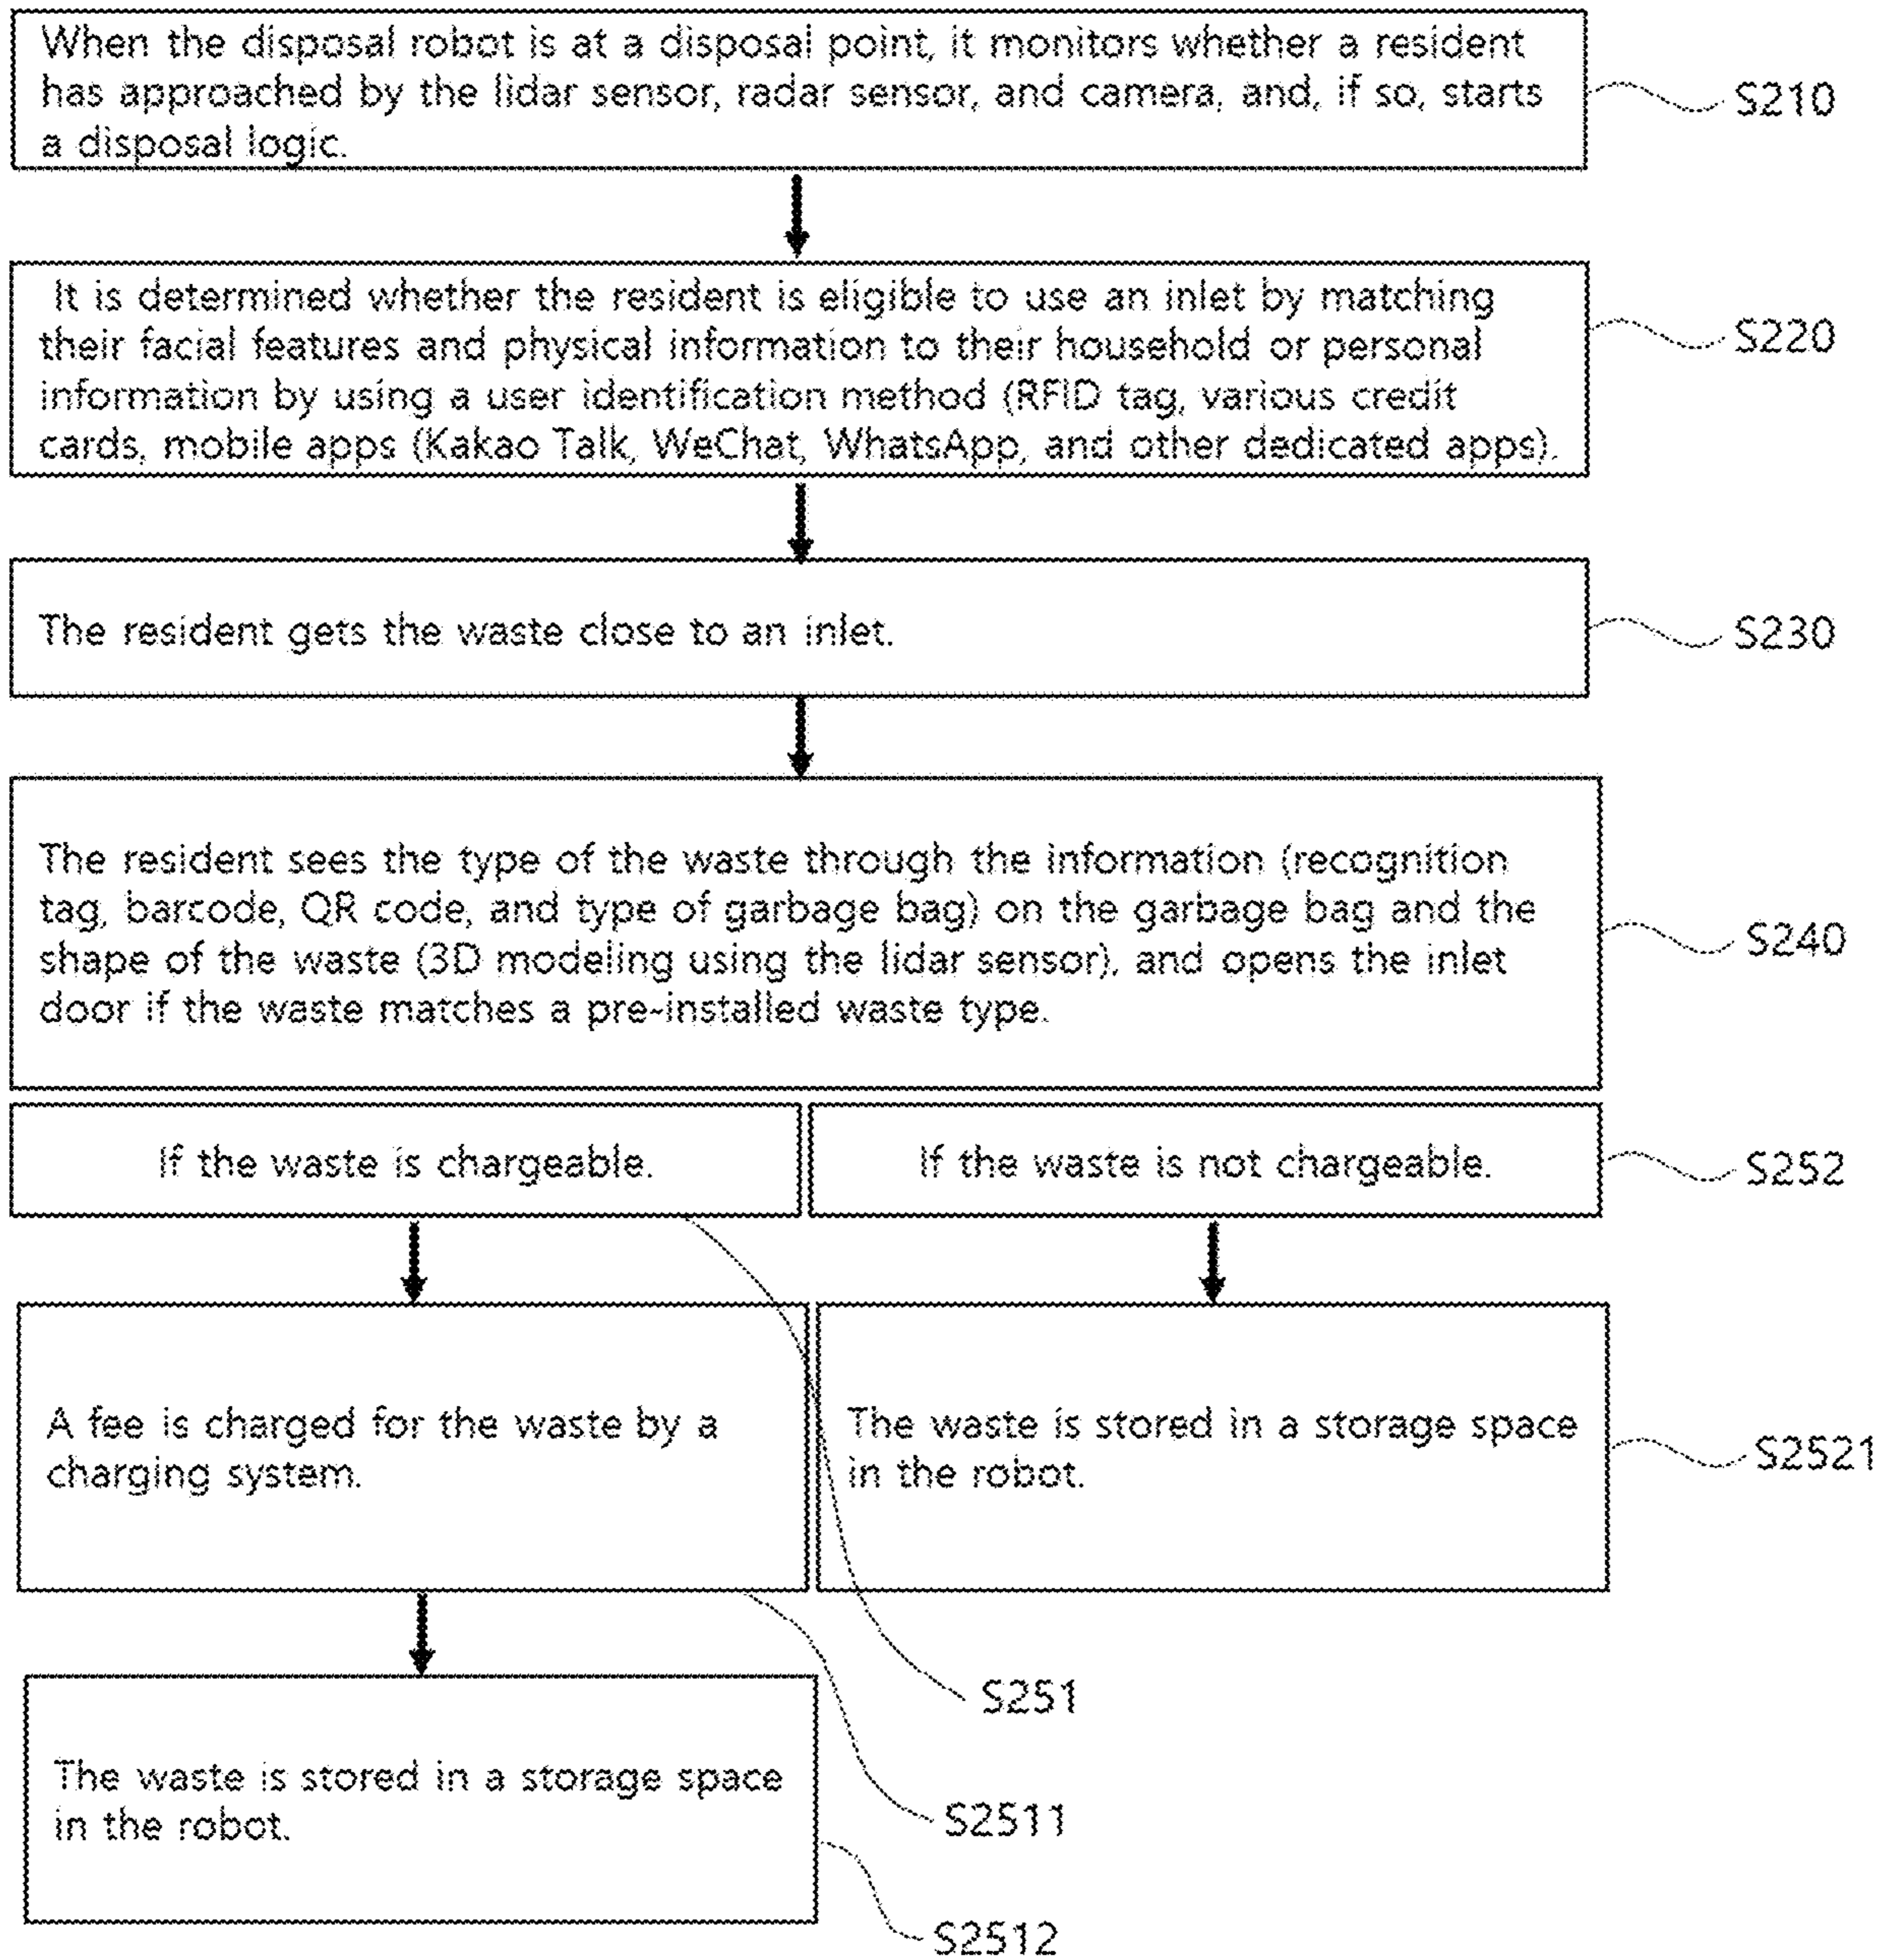 When the disposal robot is at a disposal point, it monitors whether a resident
has approached by the lidar sensor, radar sensor, and camera, and, if so, starts
a disposal logic.
S210
It is determined whether the resident is eligible to use an inlet by matching
their facial features and physical information to their household or personal
information by using a user identification method (RFID tag, various credit
cards, mobile apps (Kakao Talk, WeChat, WhatsApp, and other dedicated apps).
S220
The resident gets the waste close to an inlet.
S230
The resident sees the type of the waste through the information (recognition
tag, barcode, QR code, and type of garbage bag) on the garbage bag and the
shape of the waste (3D modeling using the lidar sensor), and opens the inlet
door if the waste matches a pre-installed waste type.
S240
If the waste is chargeable.
If the waste is not chargeable.
S252
A fee is charged for the waste by a
charging system.
The waste is stored in a storage space
in the robot.
S2521
S251
The waste is stored in a storage space
in the robot.
S2511
S2512